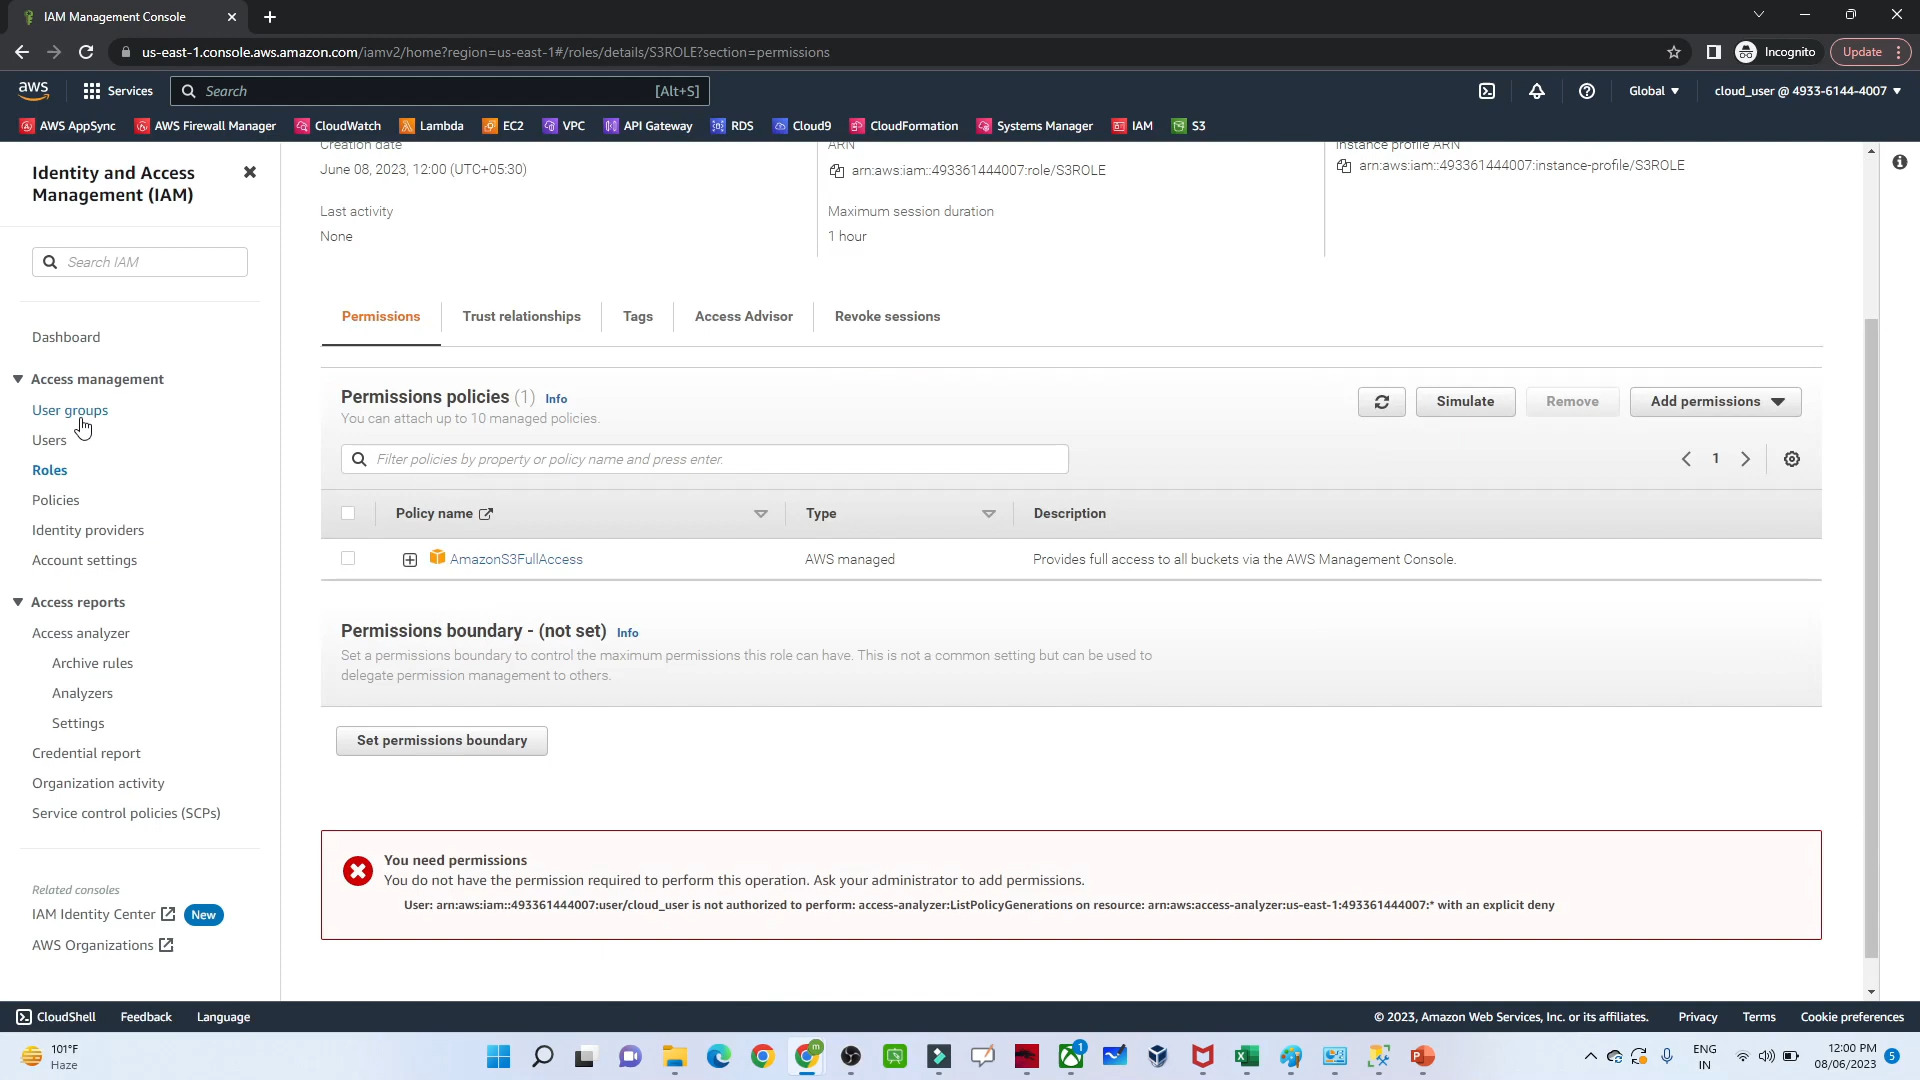 IAM Management Console
us-east-1.console.aws.amazon.com/iamv2/home?region=us-east-1#/roles/details/S3ROLE?section=permissions
Incognito
Update
aws
Services
Search
[Alt+S]
Global
cloud_user @ 4933-6144-4007
AWS AppSync
AWS Firewall Manager
CloudWatch
Lambda
EC2
VPC
API Gateway
RDS
Cloud9
CloudFormation
Systems Manager
IAM
S3
Identity and Access
Management (IAM)
Search IAM
Dashboard
Access management
User groups
Users
Roles
Policies
Identity providers
Account settings
Access reports
Access analyzer
Archive rules
Analyzers
Settings
Credential report
Organization activity
Service control policies (SCPs)
Related consoles
IAM Identity Center
New
AWS Organizations
Creation date
June 08, 2023, 12:00 (UTC+05:30)
Last activity
None
ARN
arn:aws:iam::493361444007:role/S3ROLE
Maximum session duration
1 hour
Instance profile ARN
arn:aws:iam::493361444007:instance-profile/S3ROLE
Permissions
Trust relationships
Tags
Access Advisor
Revoke sessions
Permissions policies (1) Info
You can attach up to 10 managed policies.
Simulate
Remove
Add permissions
Filter policies by property or policy name and press enter.
1
Policy name
Type
Description
AmazonS3FullAccess
AWS managed
Provides full access to all buckets via the AWS Management Console.
Permissions boundary - (not set) Info
Set a permissions boundary to control the maximum permissions this role can have. This is not a common setting but can be used to
delegate permission management to others.
Set permissions boundary
You need permissions
You do not have the permission required to perform this operation. Ask your administrator to add permissions.
User: arn:aws:iam::493361444007:user/cloud_user is not authorized to perform: access-analyzer:ListPolicyGenerations on resource: arn:aws:access-analyzer:us-east-1:493361444007:* with an explicit deny
CloudShell
Feedback
Language
© 2023, Amazon Web Services, Inc. or its affiliates.
Privacy
Terms
Cookie preferences
101°F
Haze
m
1
ENG
IN
12:00 PM
08/06/2023
5